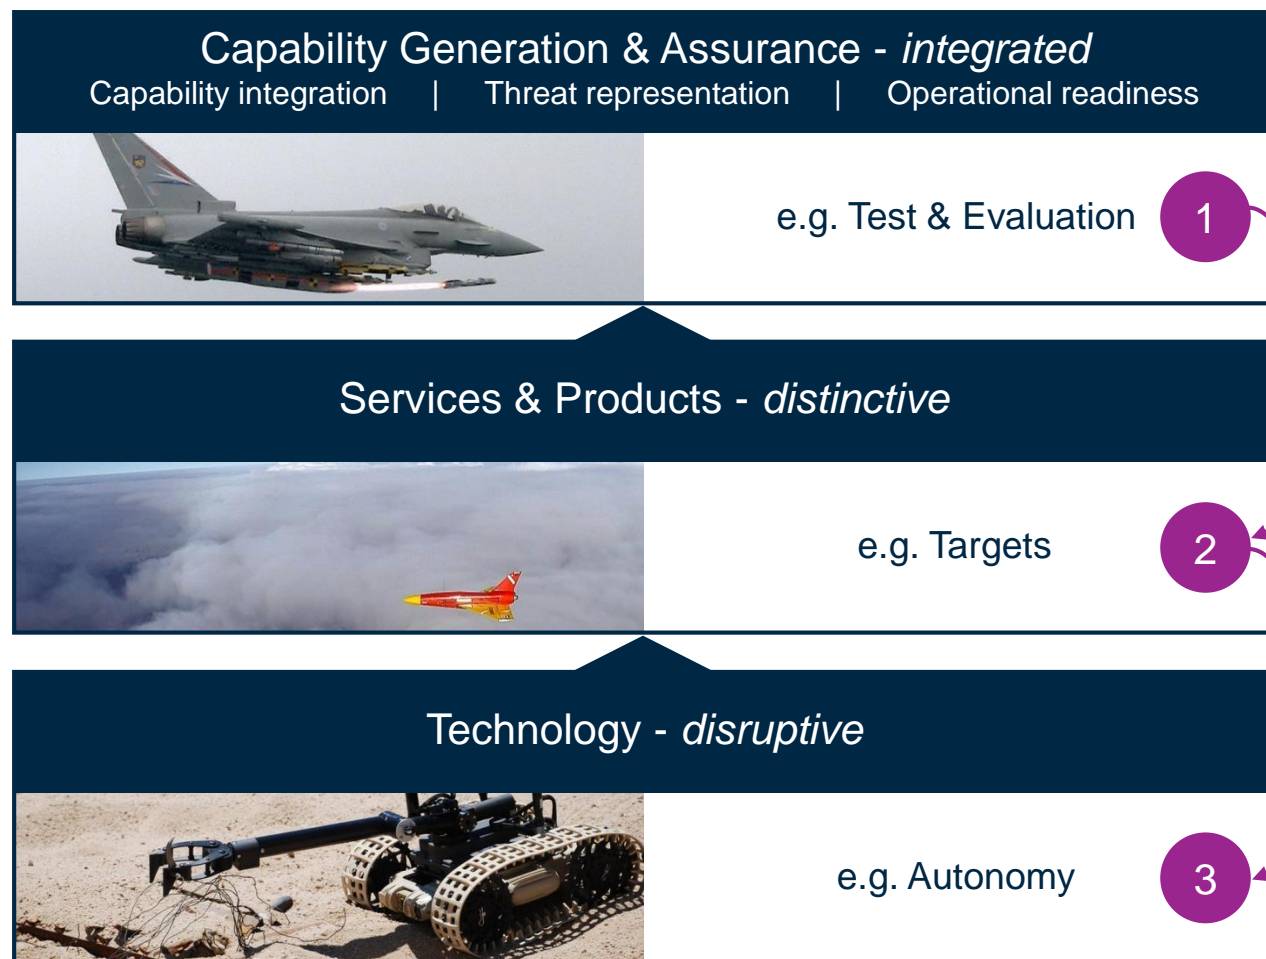 Capability Generation & Assurance - integrated
Capability integration | Threat representation | Operational readiness
e.g. Test & Evaluation
1
Services & Products - distinctive
e.g. Targets
2
Technology - disruptive
e.g. Autonomy
3